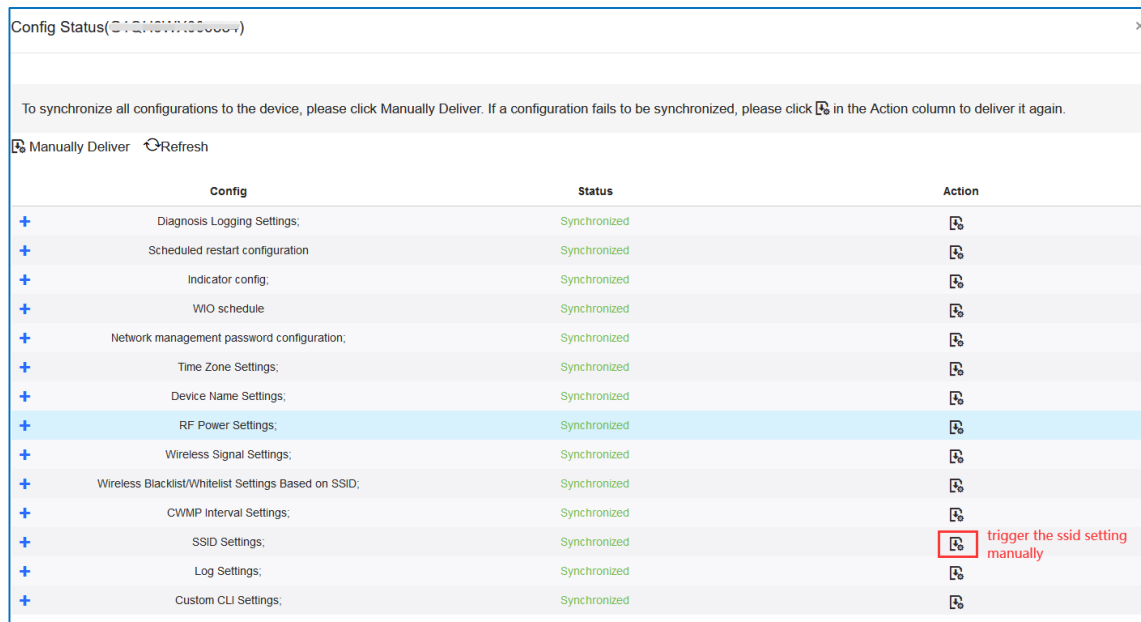 Config Status(
To synchronize all configurations to the device, please click Manually Deliver. If a configuration fails to be synchronized, please click in the Action column to deliver it again.
Manually Deliver Refresh
Config Status Action
Diagnosis Logging Settings; Synchronized
Scheduled restart configuration Synchronized
Indicator config; Synchronized
WIO schedule Synchronized
Network management password configuration; Synchronized
Time Zone Settings; Synchronized
Device Name Settings; Synchronized
RF Power Settings; Synchronized
Wireless Signal Settings; Synchronized
Wireless Blacklist/Whitelist Settings Based on SSID; Synchronized
CWMP Interval Settings; Synchronized
SSID Settings; Synchronized
trigger the ssid setting
manually
Log Settings; Synchronized
Custom CLI Settings; Synchronized